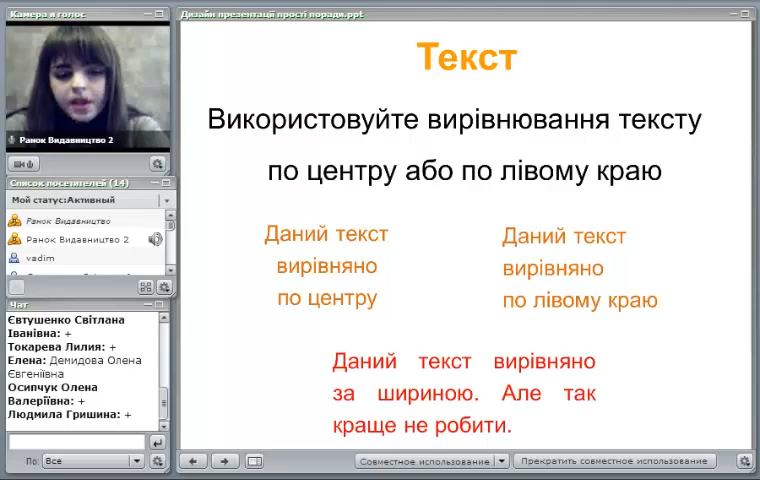 Камера и голос
Ранок Видавництво 2
Список посетителей (14)
Мой статус:Активный
Ранок Видавництво
Ранок Видавництво 2
vadim
Чат
Євтушенко Світлана
Іванівна: +
Токарева Лилия: +
Елена: Демидова Олена
Євгеніївна
Осипчук Олена
Валеріївна: +
Людмила Гришина: +
По:
Все
Дизайн презентації прості поради.ppt
Текст
Використовуйте вирівнювання тексту
по центру або по лівому краю
Даний текст
вирівняно
по центру
Даний текст
вирівняно
по лівому краю
Даний текст вирівняно
за шириною. Але так
краще не робити.
Совместное использование
Прекратить совместное использование